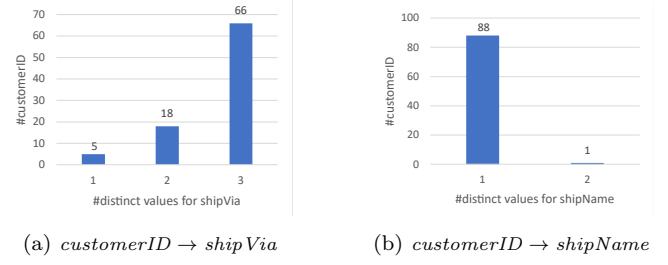 70
60
50
40
30
20
10
0
#customerID
5
18
66
1 2 3
#distinct values for shipVia
(a) customerID → shipVia
100
80
60
40
20
0
#customerID
88
1
1 2
#distinct values for shipName
(b) customerID → shipName